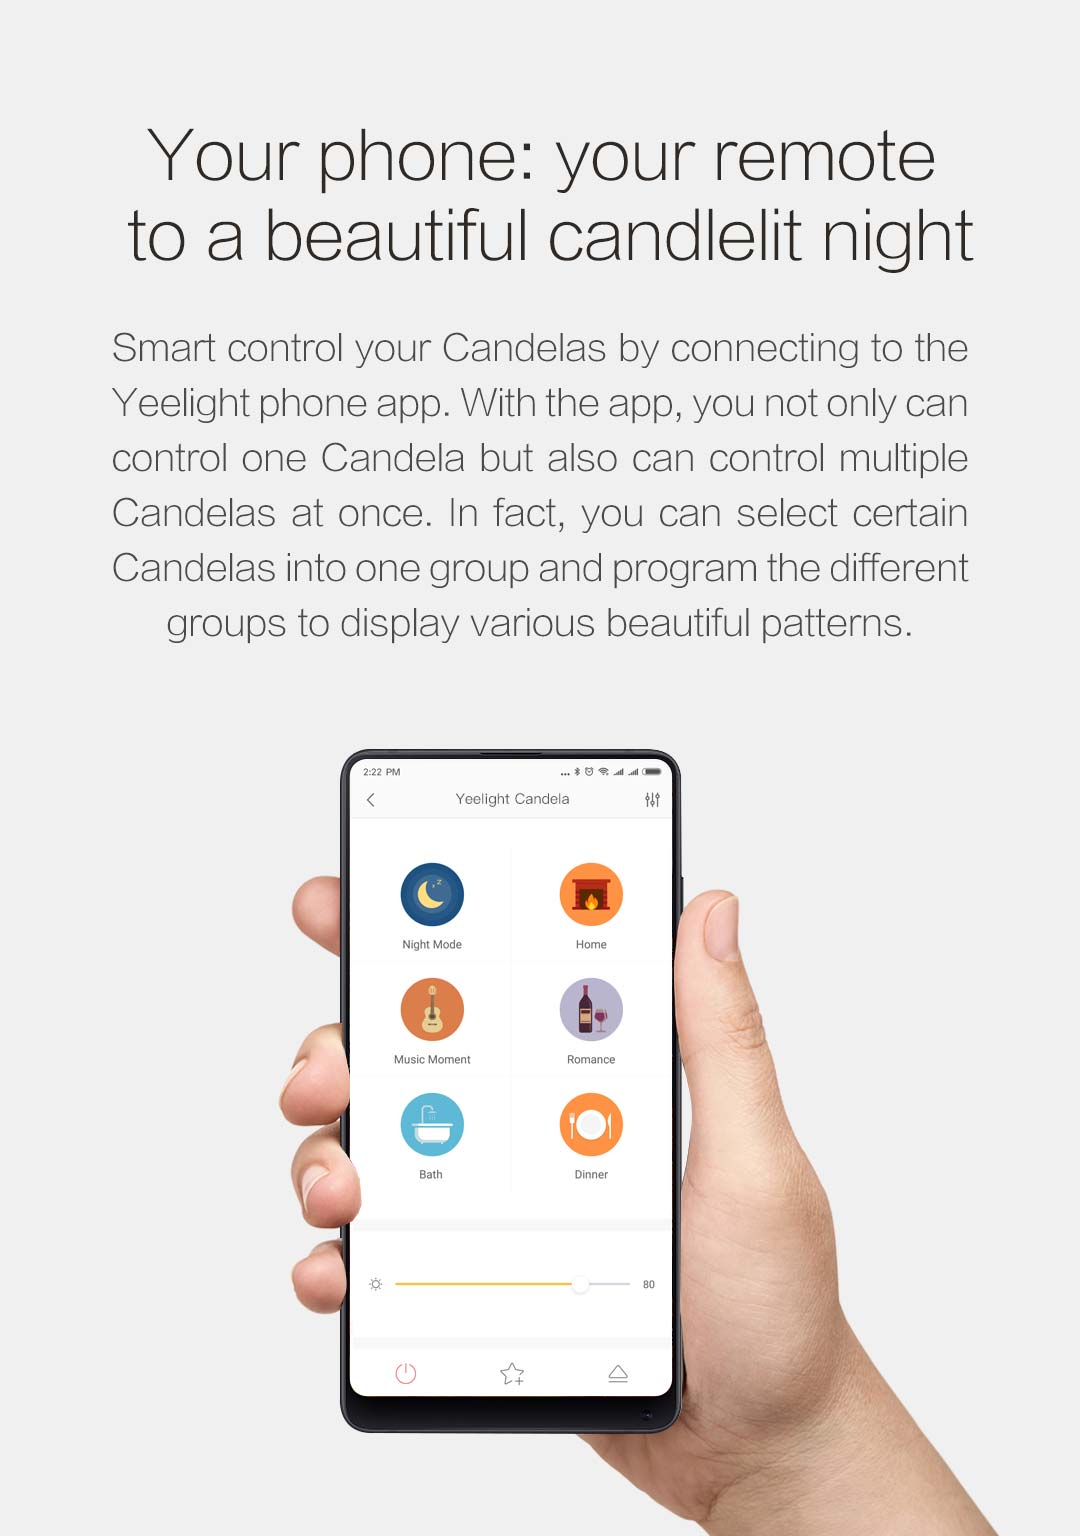 Your phone: your remote
to a beautiful candlelit night
Smart control your Candelas by connecting to the
Yeelight phone app. With the app, you not only can
control one Candela but also can control multiple
Candelas at once. In fact, you can select certain
Candelas into one group and program the different
groups to display various beautiful patterns.
2:22 PM
Yeelight Candela
Night Mode
Home
Music Moment
Romance
Bath
Dinner
80